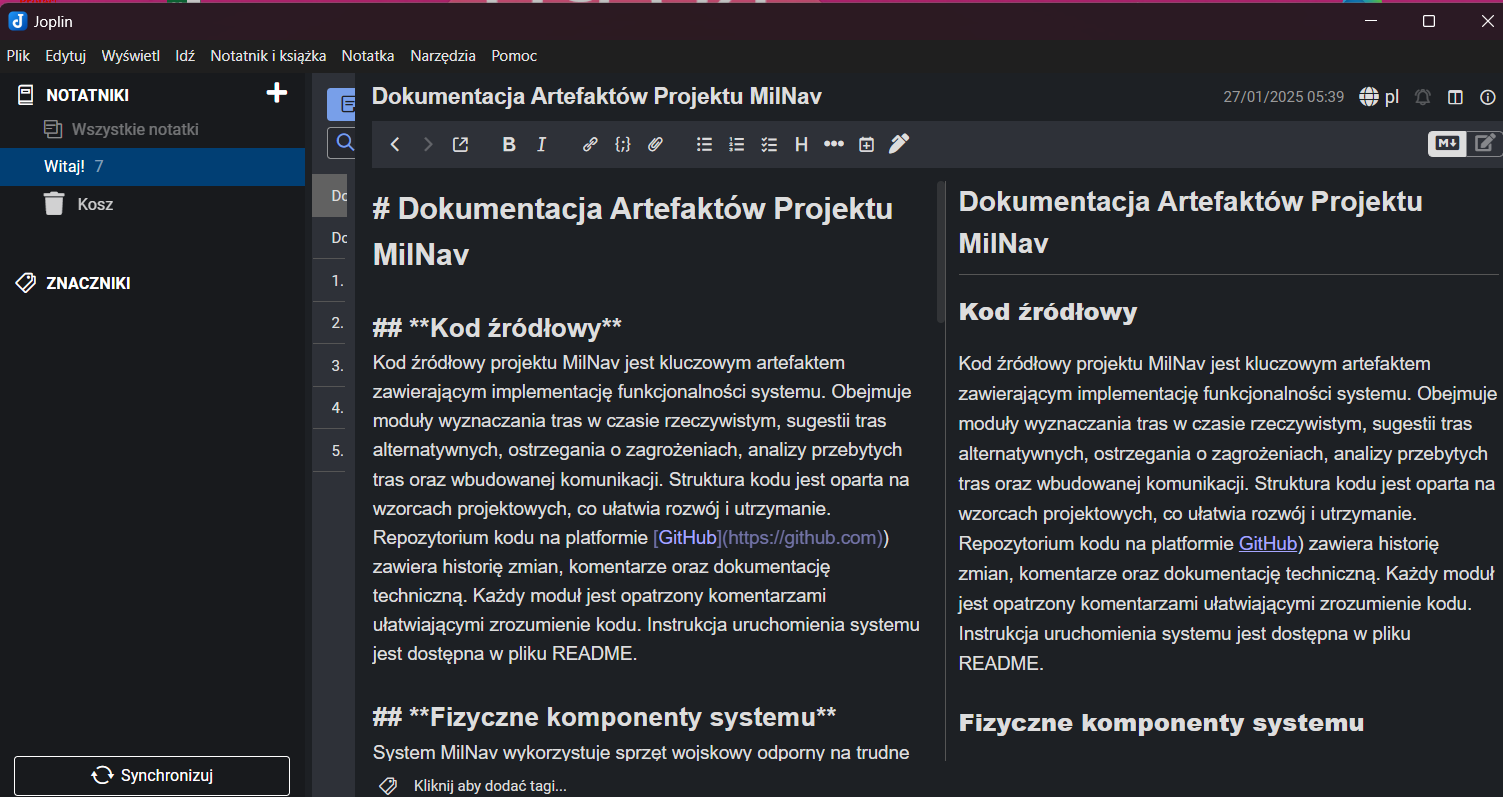 Joplin
Plik Edytuj Wyświetl Idź Notatnik i książka Notatka Narzędzia Pomoc
NOTATNIKI
Wszystkie notatki
Witaj! 7
Kosz
ZNACZNIKI
Synchronizuj
Do
Do
1.
2.
3.
4.
5.
Dokumentacja Artefaktów Projektu MilNav
27/01/2025 05:39 pl
B I {;} H M↓
# Dokumentacja Artefaktów Projektu
MilNav
## **Kod źródłowy**
Kod źródłowy projektu MilNav jest kluczowym artefaktem
zawierającym implementację funkcjonalności systemu. Obejmuje
moduły wyznaczania tras w czasie rzeczywistym, sugestii tras
alternatywnych, ostrzegania o zagrożeniach, analizy przebytych
tras oraz wbudowanej komunikacji. Struktura kodu jest oparta na
wzorcach projektowych, co ułatwia rozwój i utrzymanie.
Repozytorium kodu na platformie [GitHub](https://github.com))
zawiera historię zmian, komentarze oraz dokumentację
techniczną. Każdy moduł jest opatrzony komentarzami
ułatwiającymi zrozumienie kodu. Instrukcja uruchomienia systemu
jest dostępna w pliku README.
## **Fizyczne komponenty systemu**
System MilNav wykorzystuje sprzęt wojskowy odporny na trudne
Dokumentacja Artefaktów Projektu
MilNav
Kod źródłowy
Kod źródłowy projektu MilNav jest kluczowym artefaktem
zawierającym implementację funkcjonalności systemu. Obejmuje
moduły wyznaczania tras w czasie rzeczywistym, sugestii tras
alternatywnych, ostrzegania o zagrożeniach, analizy przebytych
tras oraz wbudowanej komunikacji. Struktura kodu jest oparta na
wzorcach projektowych, co ułatwia rozwój i utrzymanie.
Repozytorium kodu na platformie GitHub) zawiera historię
zmian, komentarze oraz dokumentację techniczną. Każdy moduł
jest opatrzony komentarzami ułatwiającymi zrozumienie kodu.
Instrukcja uruchomienia systemu jest dostępna w pliku
README.
Fizyczne komponenty systemu
Kliknij aby dodać tagi...